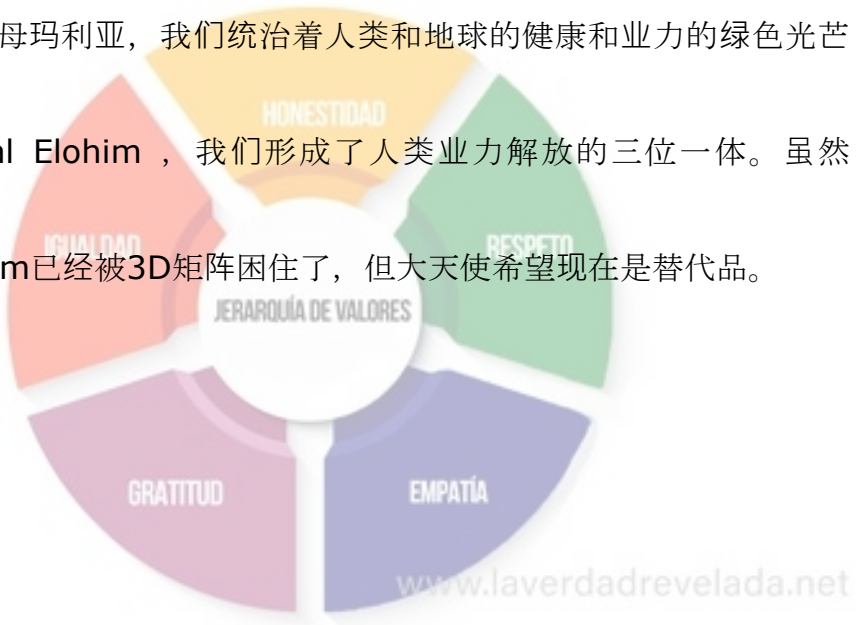 母玛利亚，我们统治着人类和地球的健康和业力的绿色光芒
HONESTIDAD
Elohim ，我们形成了人类业力解放的三位一体。虽然
IGUALDAD
RESPETO
m已经被3D矩阵困住了，但大天使希望现在是替代品。
JERARQUÍA DE VALORES
GRATITUD
EMPATÍA
www.laverdadrevelada.net